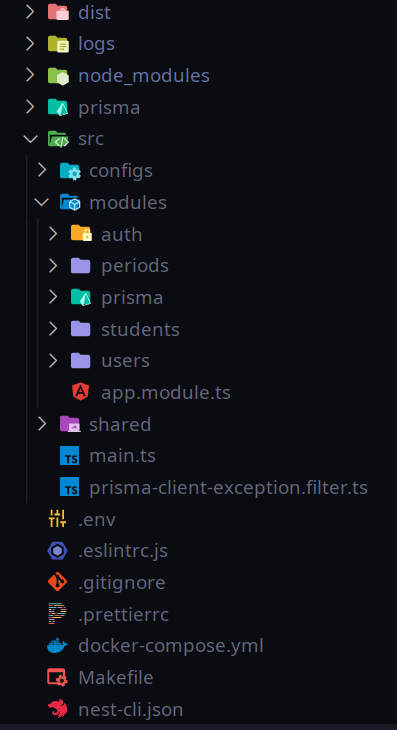 dist
logs
node_modules
prisma
src
configs
modules
auth
periods
prisma
students
users
app.module.ts
shared
main.ts
prisma-client-exception.filter.ts
.env
.eslintrc.js
.gitignore
.prettierrc
docker-compose.yml
Makefile
nest-cli.json